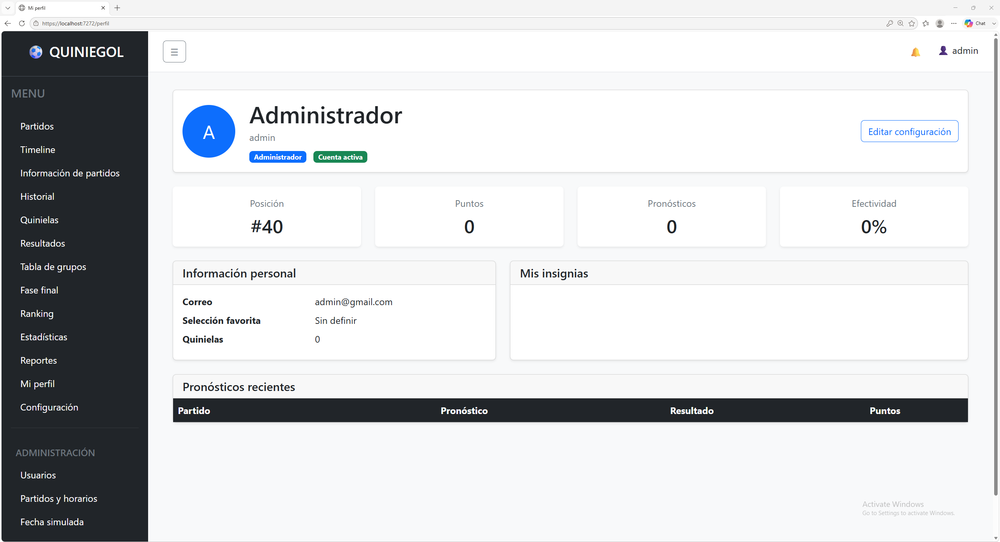 Mi perfil
https://localhost:7272/perfil
Chat
QUINIEGOL
☰
admin
MENU
Partidos
Timeline
Información de partidos
Historial
Quinielas
Resultados
Tabla de grupos
Fase final
Ranking
Estadísticas
Reportes
Mi perfil
Configuración
ADMINISTRACIÓN
Usuarios
Partidos y horarios
Fecha simulada
A
Administrador
admin
Administrador Cuenta activa
Editar configuración
Posición
#40
Puntos
0
Pronósticos
0
Efectividad
0%
Información personal
Correo admin@gmail.com
Selección favorita Sin definir
Quinielas 0
Mis insignias
Pronósticos recientes
Partido Pronóstico Resultado Puntos
Activate Windows
Go to Settings to activate Windows.